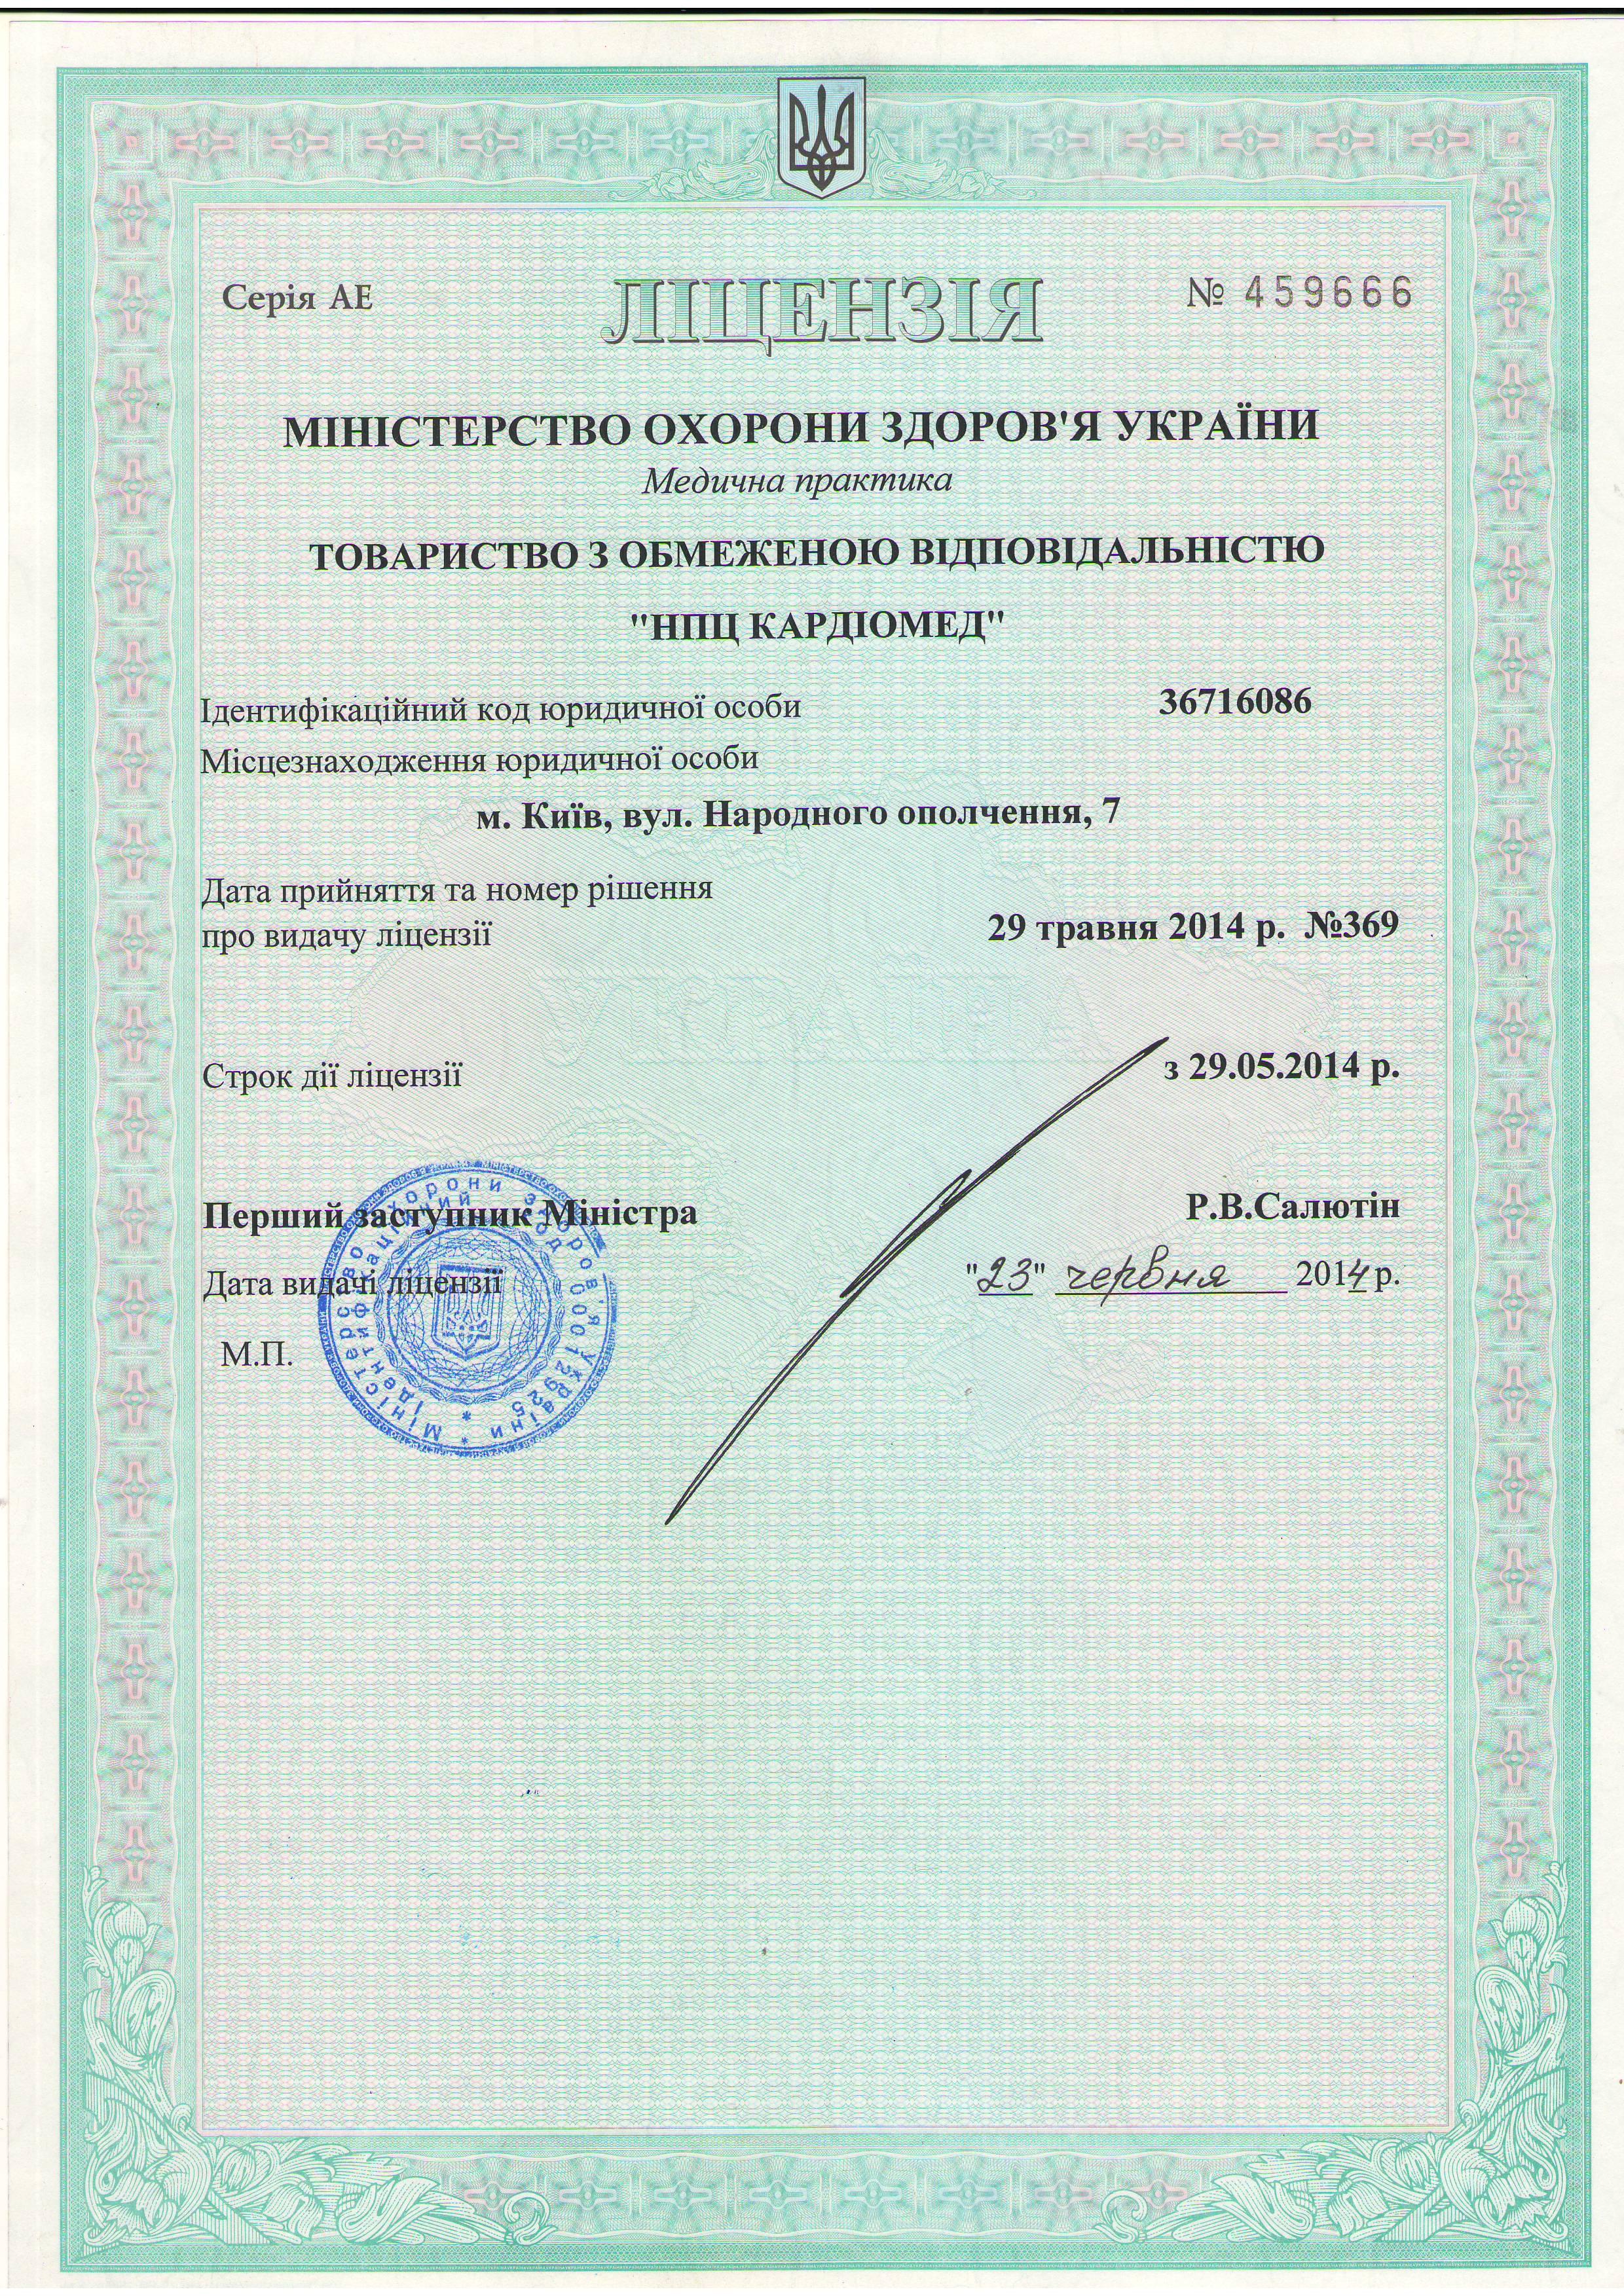 Серія АЕ ЛІЦЕНЗІЯ № 459666
МІНІСТЕРСТВО ОХОРОНИ ЗДОРОВ'Я УКРАЇНИ
Медична практика
ТОВАРИСТВО З ОБМЕЖЕНОЮ ВІДПОВІДАЛЬНІСТЮ
"НПЦ КАРДІОМЕД"
Ідентифікаційний код юридичної особи 36716086
Місцезнаходження юридичної особи
м. Київ, вул. Народного ополчення, 7
Дата прийняття та номер рішення
про видачу ліцензії 29 травня 2014 р. №369
УКРАЇНА
Строк дії ліцензії з 29.05.2014 р.
Перший заступник Міністра Р.В.Салютін
Дата видачі ліцензії "23" червня 2014 р.
М.П.
Міністерство охорони здоров'я України *
Ідентифікаційний код 00012925 *